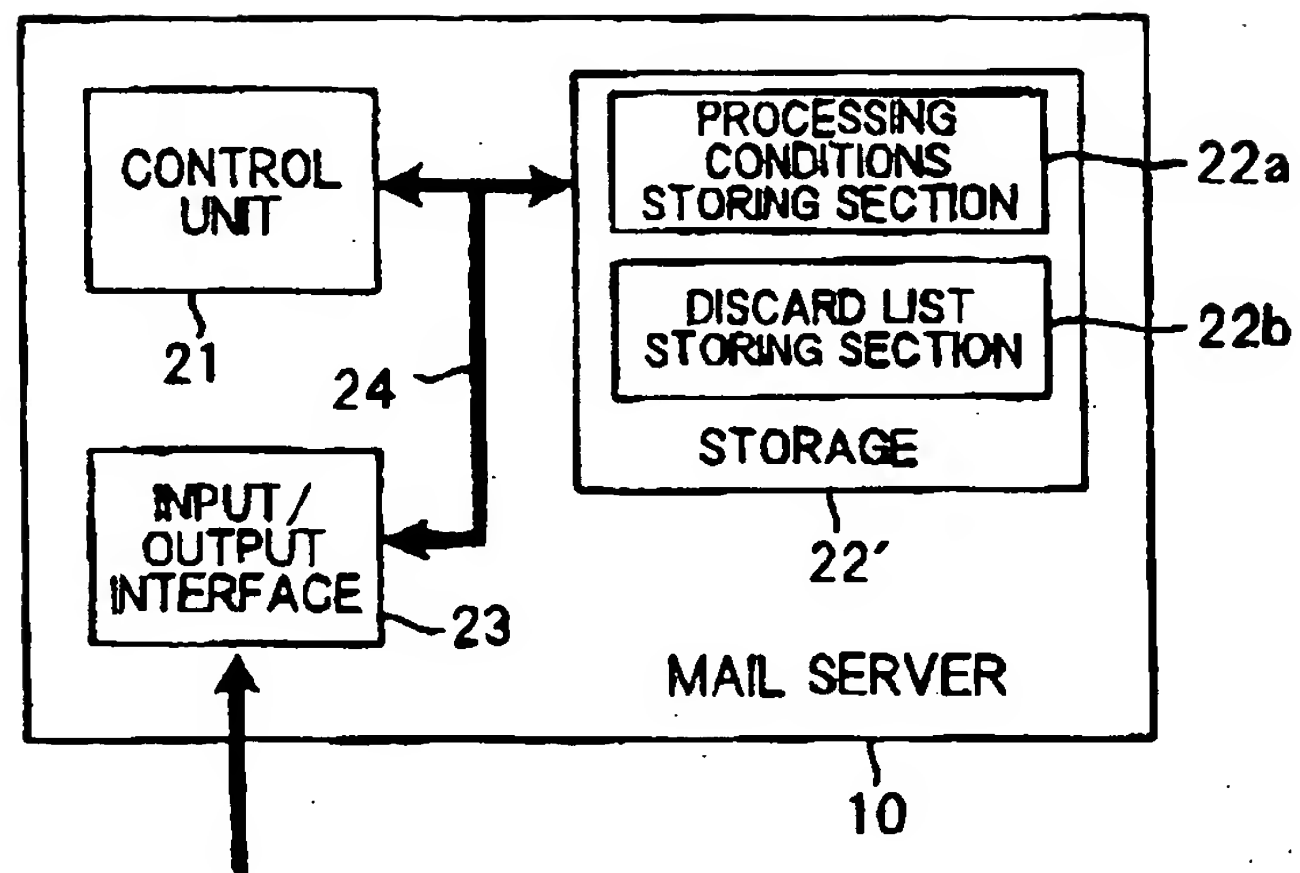 CONTROL
UNIT
21
24
PROCESSING
CONDITIONS
STORING SECTION
22a
DISCARD LIST
STORING SECTION
22b
STORAGE
22′
INPUT/
OUTPUT
INTERFACE
23
MAIL SERVER
10